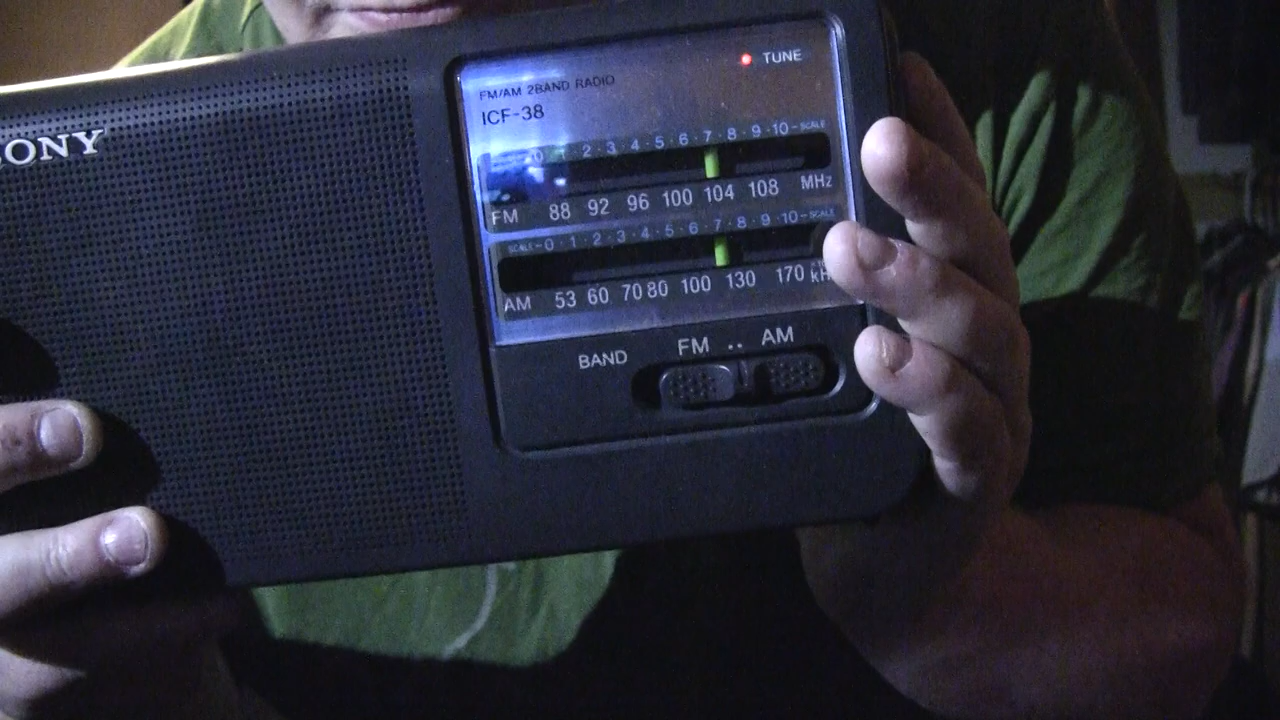 SONY
TUNE
FM/AM 2BAND RADIO
ICF-38
0 · 1 · 2 · 3 · 4 · 5 · 6 · 7 · 8 · 9 · 10 - SCALE
FM 88 92 96 100 104 108 MHz
SCALE - 0 · 1 · 2 · 3 · 4 · 5 · 6 · 7 · 8 · 9 · 10 - SCALE
AM 53 60 70 80 100 130 170
BAND FM · · AM